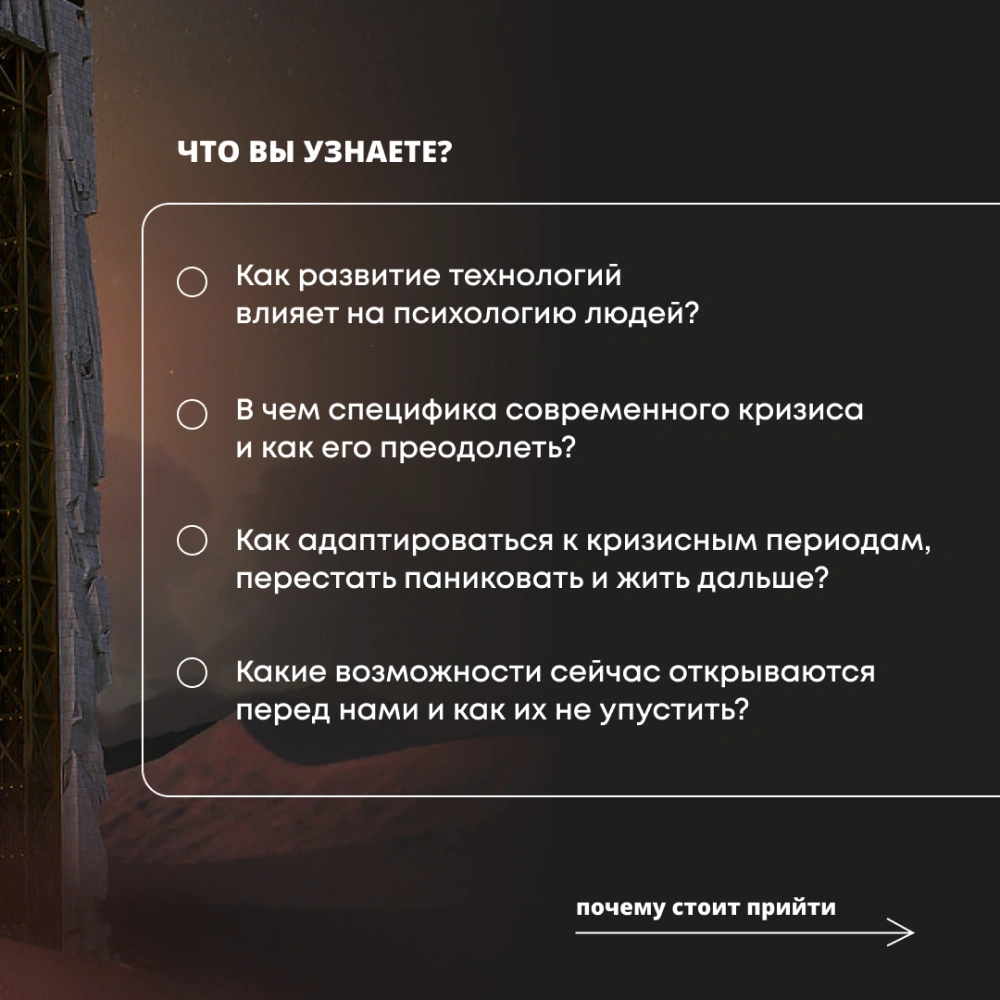 ЧТО ВЫ УЗНАЕТЕ?
Как развитие технологий
влияет на психологию людей?
В чем специфика современного кризиса
и как его преодолеть?
Как адаптироваться к кризисным периодам,
перестать паниковать и жить дальше?
Какие возможности сейчас открываются
перед нами и как их не упустить?
почему стоит прийти